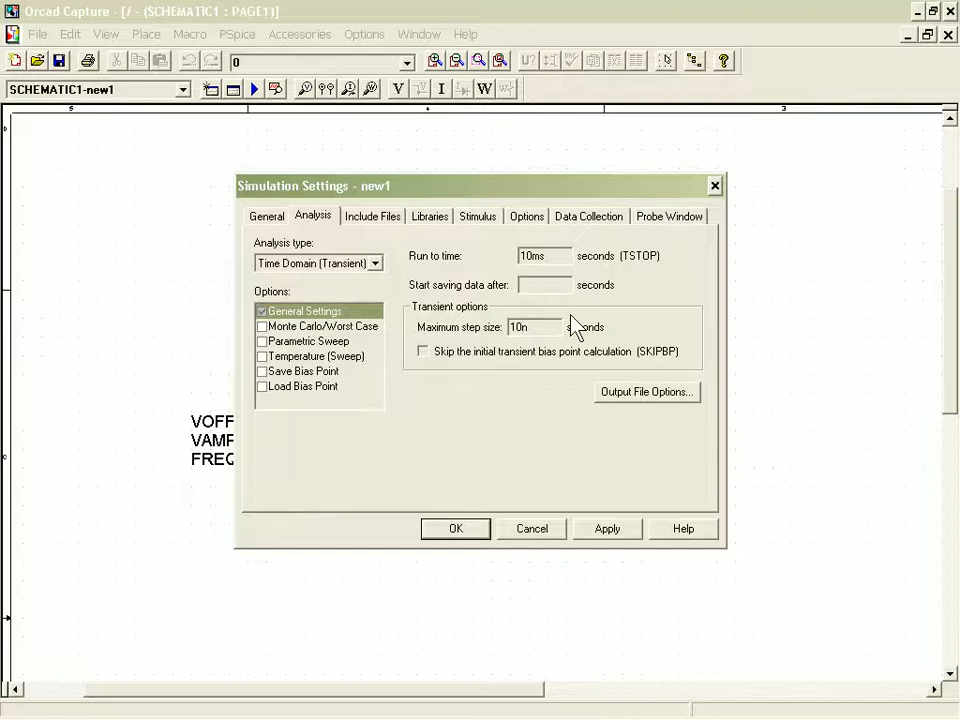 Orcad Capture - [/ - (SCHEMATIC1 : PAGE1)]
File Edit View Place Macro PSpice Accessories Options Window Help
0
U?
SCHEMATIC1-new1
V I W
5 4 3
Simulation Settings - new1
General Analysis Include Files Libraries Stimulus Options Data Collection Probe Window
Analysis type:
Time Domain (Transient)
Run to time: 10ms seconds (TSTOP)
Start saving data after: seconds
Options:
General Settings
Monte Carlo/Worst Case
Parametric Sweep
Temperature (Sweep)
Save Bias Point
Load Bias Point
Transient options
Maximum step size: 10n
Skip the initial transient bias point calculation (SKIPBP)
Output File Options...
VOFF
FREQ
OK Cancel Apply Help